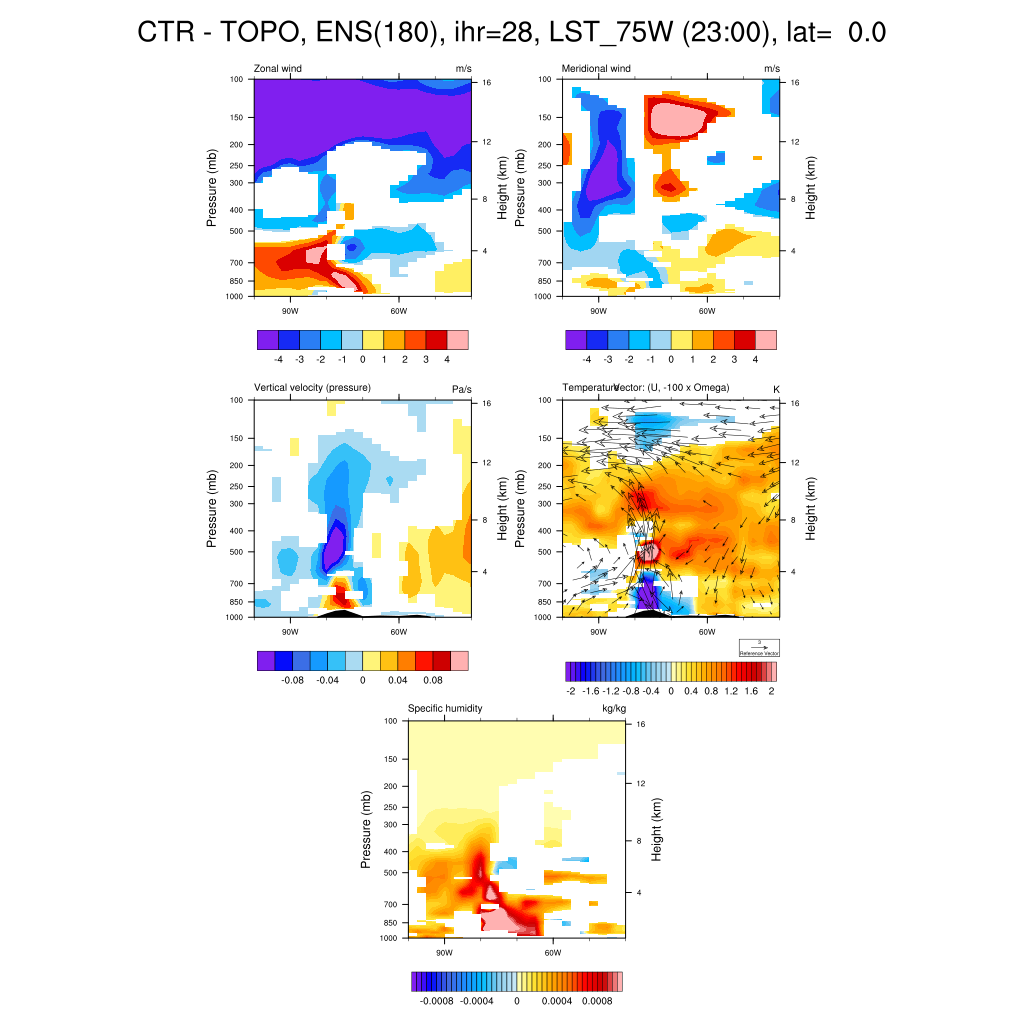 CTR - TOPO, ENS(180), ihr=28, LST_75W (23:00), lat= 0.0
Zonal wind m/s
Pressure (mb)
100
150
200
250
300
400
500
700
850
1000
16
12
8
4
Height (km)
90W 60W
-4 -3 -2 -1 0 1 2 3 4
Meridional wind m/s
Pressure (mb)
100
150
200
250
300
400
500
700
850
1000
16
12
8
4
Height (km)
90W 60W
-4 -3 -2 -1 0 1 2 3 4
Vertical velocity (pressure) Pa/s
Pressure (mb)
100
150
200
250
300
400
500
700
850
1000
16
12
8
4
Height (km)
90W 60W
-0.08 -0.04 0 0.04 0.08
Temperature Vector: (U, -100 x Omega) K
Pressure (mb)
100
150
200
250
300
400
500
700
850
1000
16
12
8
4
Height (km)
90W 60W
3
Reference Vector
-2 -1.6 -1.2 -0.8 -0.4 0 0.4 0.8 1.2 1.6 2
Specific humidity kg/kg
Pressure (mb)
100
150
200
250
300
400
500
700
850
1000
16
12
8
4
Height (km)
90W 60W
-0.0008 -0.0004 0 0.0004 0.0008